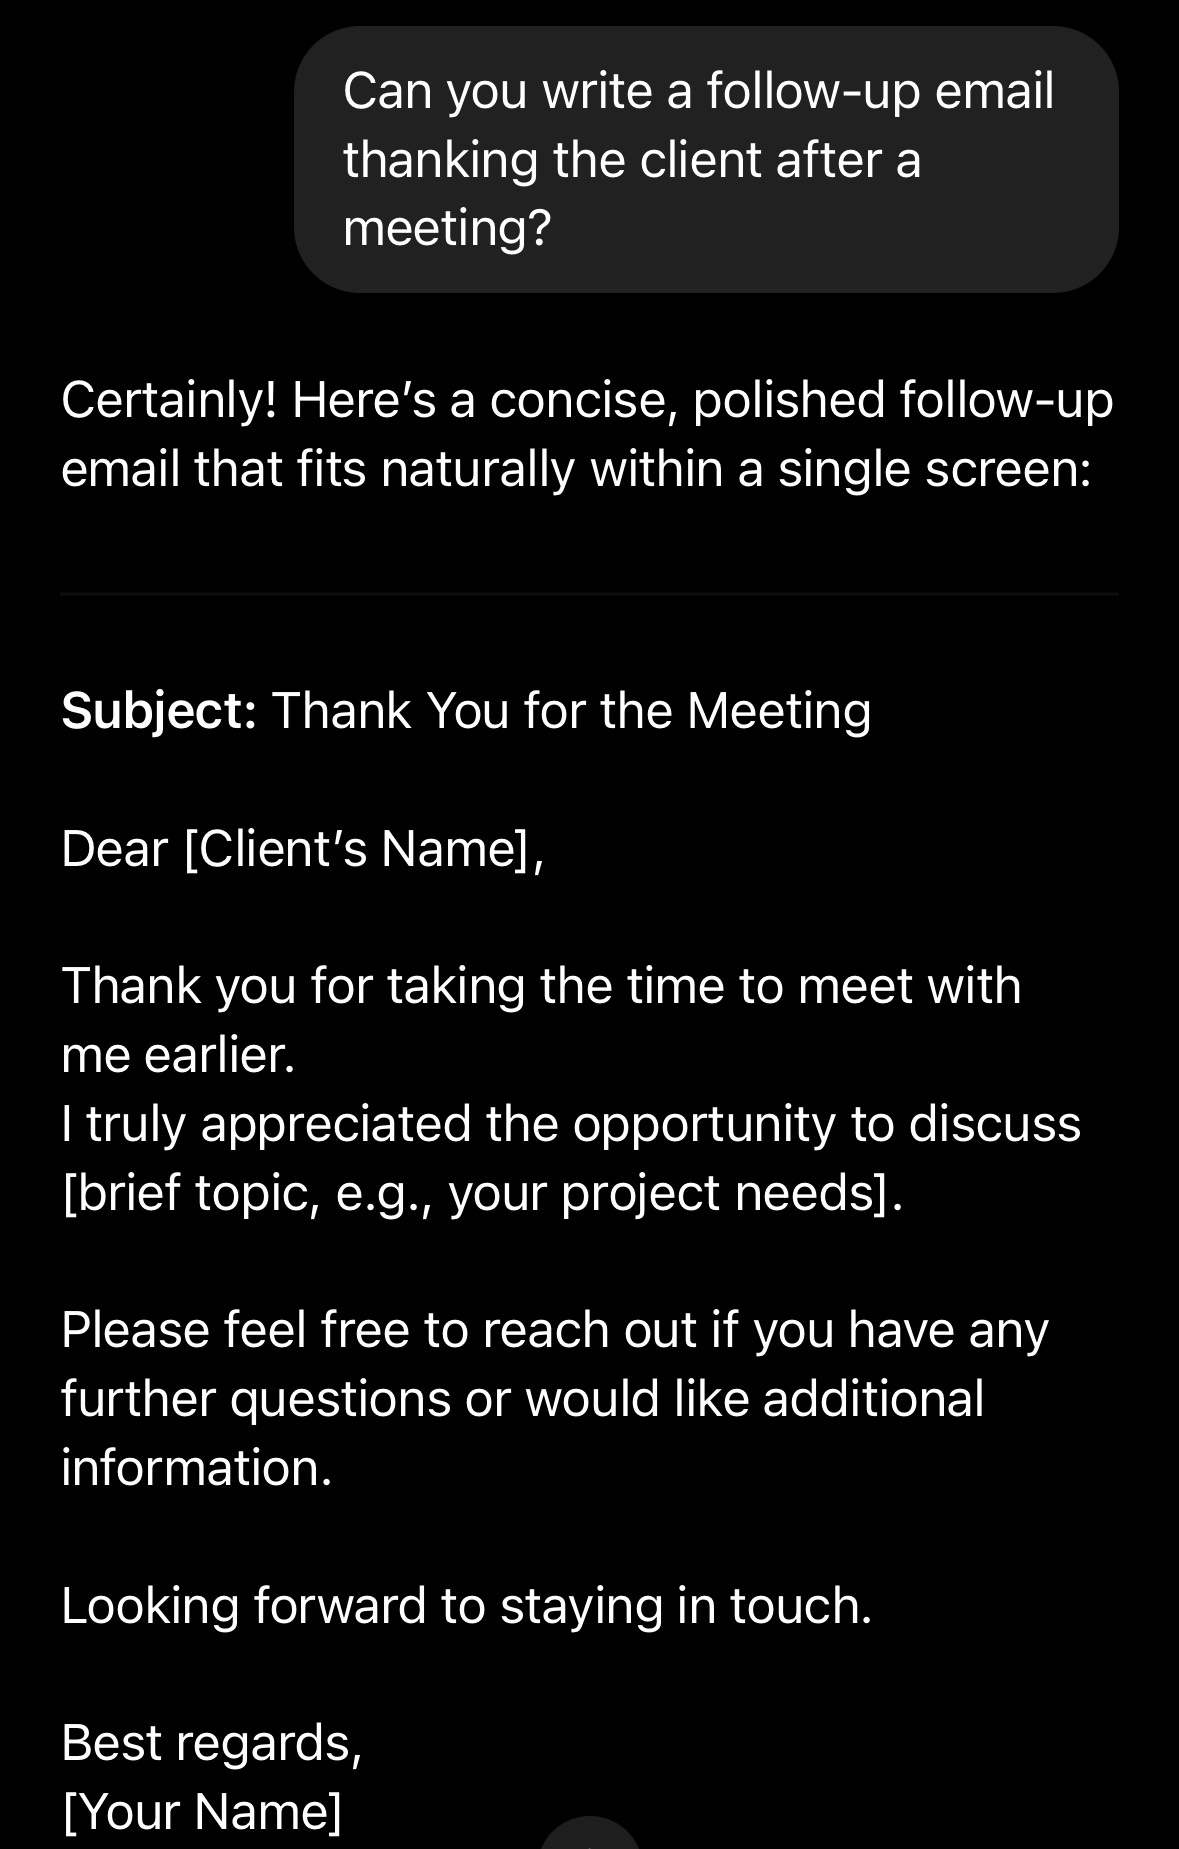 Can you write a follow-up email
thanking the client after a
meeting?
Certainly! Here’s a concise, polished follow-up
email that fits naturally within a single screen:
Subject: Thank You for the Meeting
Dear [Client’s Name],
Thank you for taking the time to meet with
me earlier.
I truly appreciated the opportunity to discuss
[brief topic, e.g., your project needs].
Please feel free to reach out if you have any
further questions or would like additional
information.
Looking forward to staying in touch.
Best regards,
[Your Name]